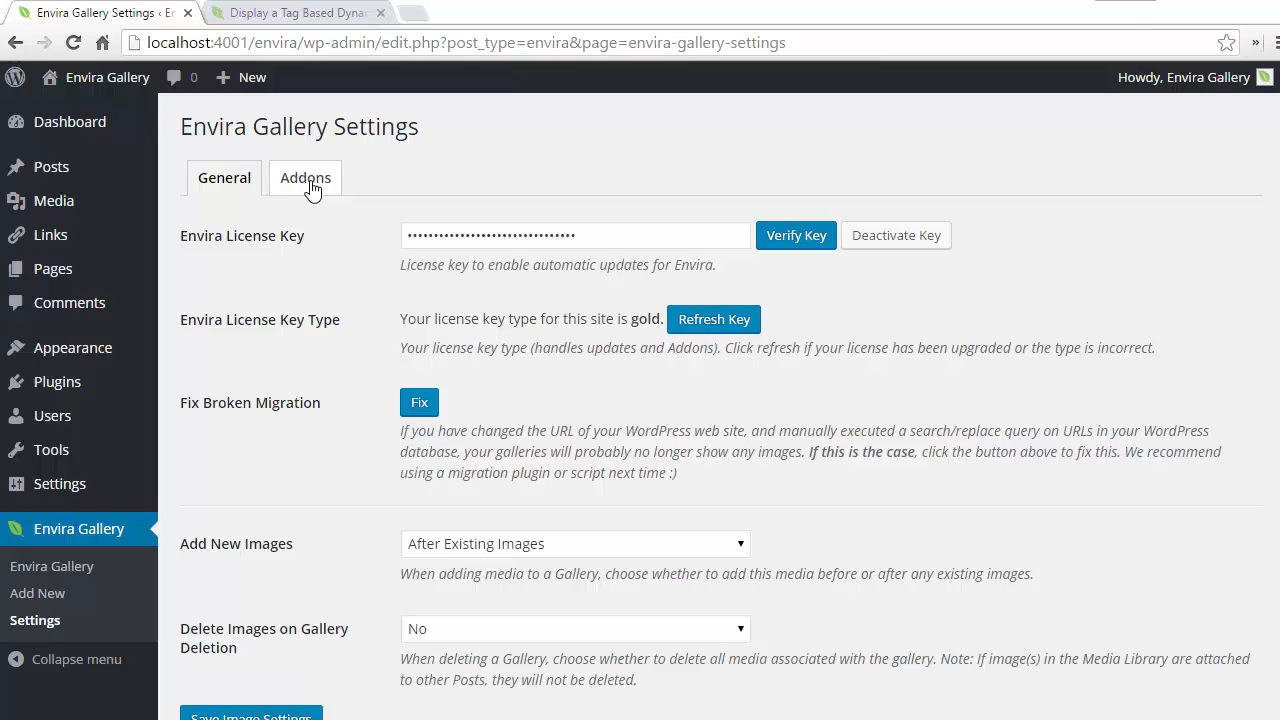 Envira Gallery Settings ‹ Er
Display a Tag Based Dyna
localhost:4001/envira/wp-admin/edit.php?post_type=envira&page=envira-gallery-settings
»
Envira Gallery 0 + New Howdy, Envira Gallery
Dashboard
Posts
Media
Links
Pages
Comments
Appearance
Plugins
Users
Tools
Settings
Envira Gallery
Envira Gallery
Add New
Settings
Collapse menu
Envira Gallery Settings
General Addons
Envira License Key ••••••••••••••••••••••••••••••• Verify Key Deactivate Key
License key to enable automatic updates for Envira.
Envira License Key Type Your license key type for this site is gold. Refresh Key
Your license key type (handles updates and Addons). Click refresh if your license has been upgraded or the type is incorrect.
Fix Broken Migration Fix
If you have changed the URL of your WordPress web site, and manually executed a search/replace query on URLs in your WordPress
database, your galleries will probably no longer show any images. If this is the case, click the button above to fix this. We recommend
using a migration plugin or script next time :)
Add New Images After Existing Images
When adding media to a Gallery, choose whether to add this media before or after any existing images.
Delete Images on Gallery
Deletion
No
When deleting a Gallery, choose whether to delete all media associated with the gallery. Note: If image(s) in the Media Library are attached
to other Posts, they will not be deleted.
Save Image Settings